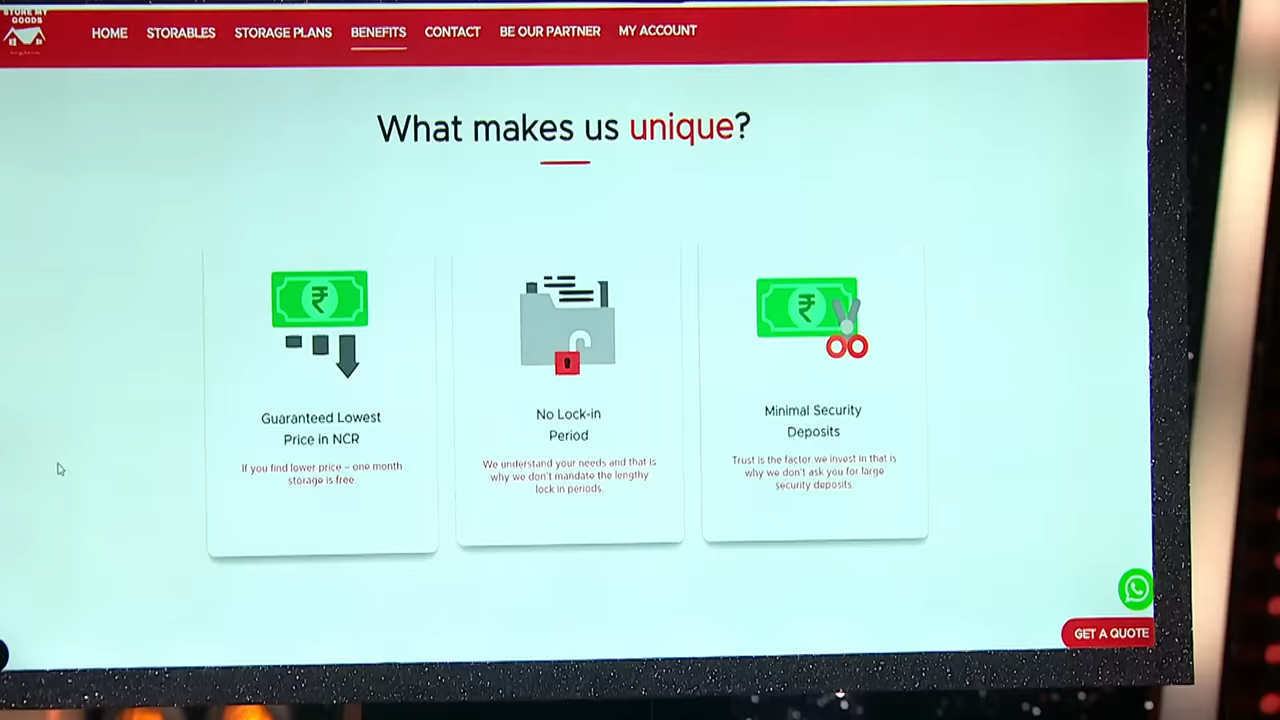 STORE MY
GOODS
HOME STORABLES STORAGE PLANS BENEFITS CONTACT BE OUR PARTNER MY ACCOUNT
What makes us unique?
₹
₹
Guaranteed Lowest
Price in NCR
If you find lower price – one month
storage is free.
No Lock-in
Period
We understand your needs and that is
why we don't mandate the lengthy
lock in periods.
Minimal Security
Deposits
Trust is the factor we invest in that is
why we don't ask you for large
security deposits.
GET A QUOTE